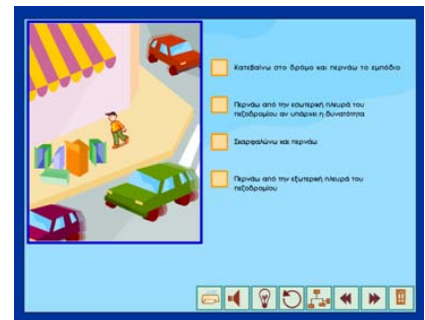 Κατεβαίνω στο δρόμο και περνάω το εμπόδιο
Περνάω από την εσωτερική πλευρά του
πεζοδρομίου αν υπάρχει η δυνατότητα
Σκαρφαλώνω και περνάω
Περνάω από την εξωτερική πλευρά του
πεζοδρομίου